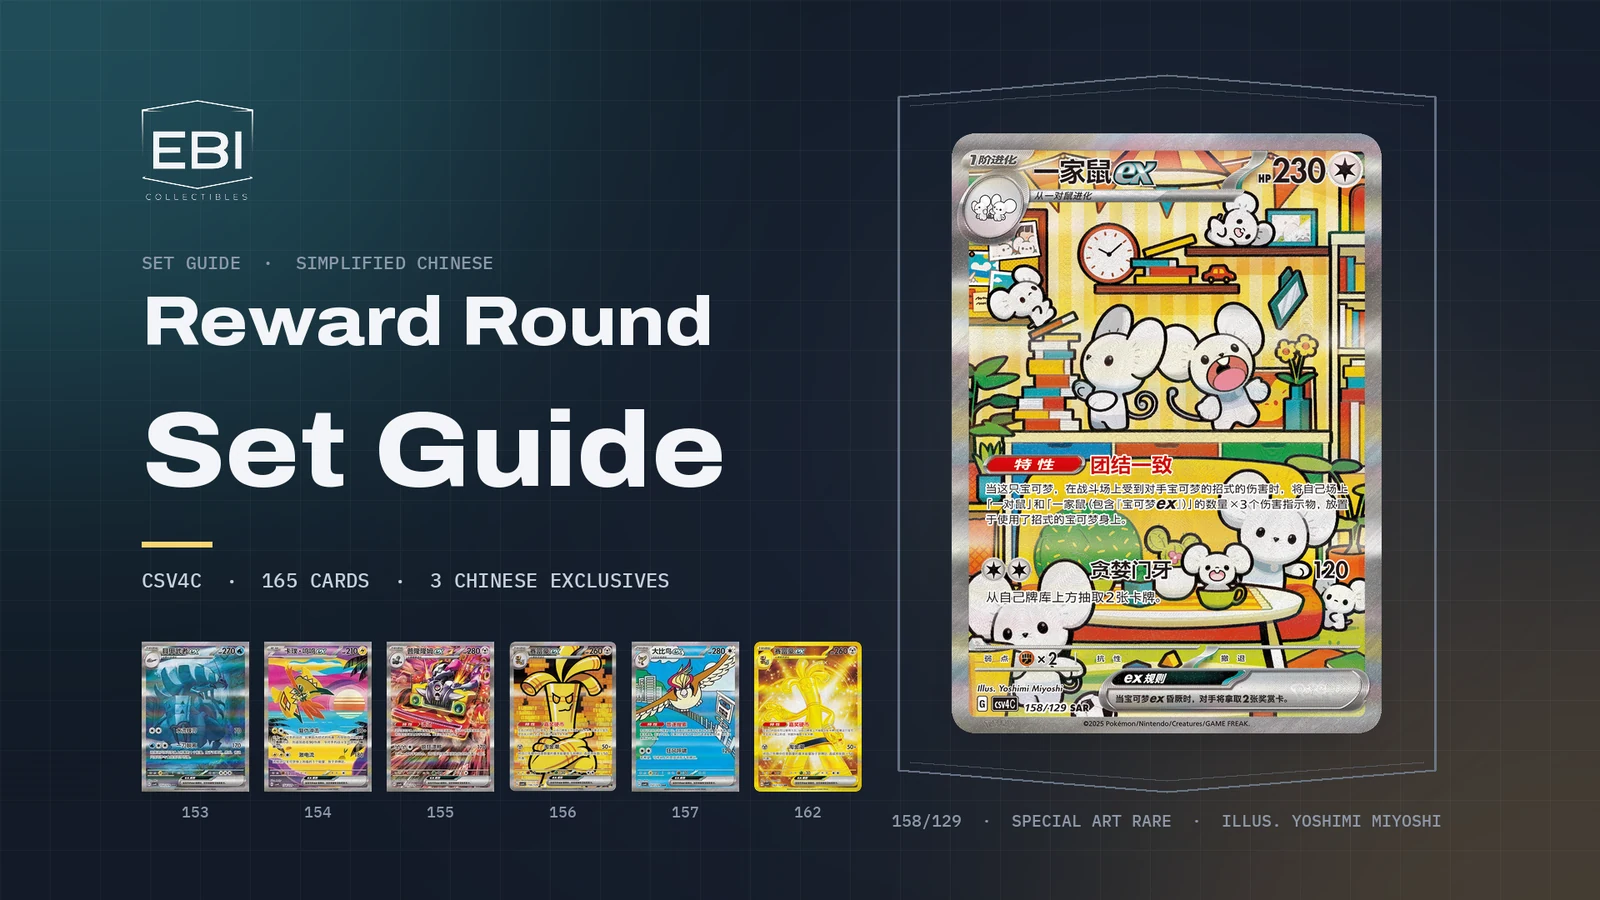 EBI
COLLECTIBLES
SET GUIDE · SIMPLIFIED CHINESE
Reward Round
Set Guide
CSV4C · 165 CARDS · 3 CHINESE EXCLUSIVES
270
210
280
260
280
260
153
154
155
156
157
162
1阶进化
一家鼠ex
HP230
从一对鼠进化
特性 团结一致
当这只宝可梦,在战斗场上受到对手宝可梦的招式的伤害时,将自己场上
「一对鼠」和「一家鼠(包含『宝可梦ex』)」的数量×3个伤害指示物,放置
于使用了招式的宝可梦身上。
贪婪门牙 120
从自己牌库上方抽取2张卡牌。
弱点 ×2 抗性 撤退
Illus. Yoshimi Miyoshi
G CSV4C 158/129 SAR
ex规则
当宝可梦ex昏厥时,对手将拿取2张奖赏卡。
©2025 Pokémon/Nintendo/Creatures/GAME FREAK.
158/129 · SPECIAL ART RARE · ILLUS. YOSHIMI MIYOSHI